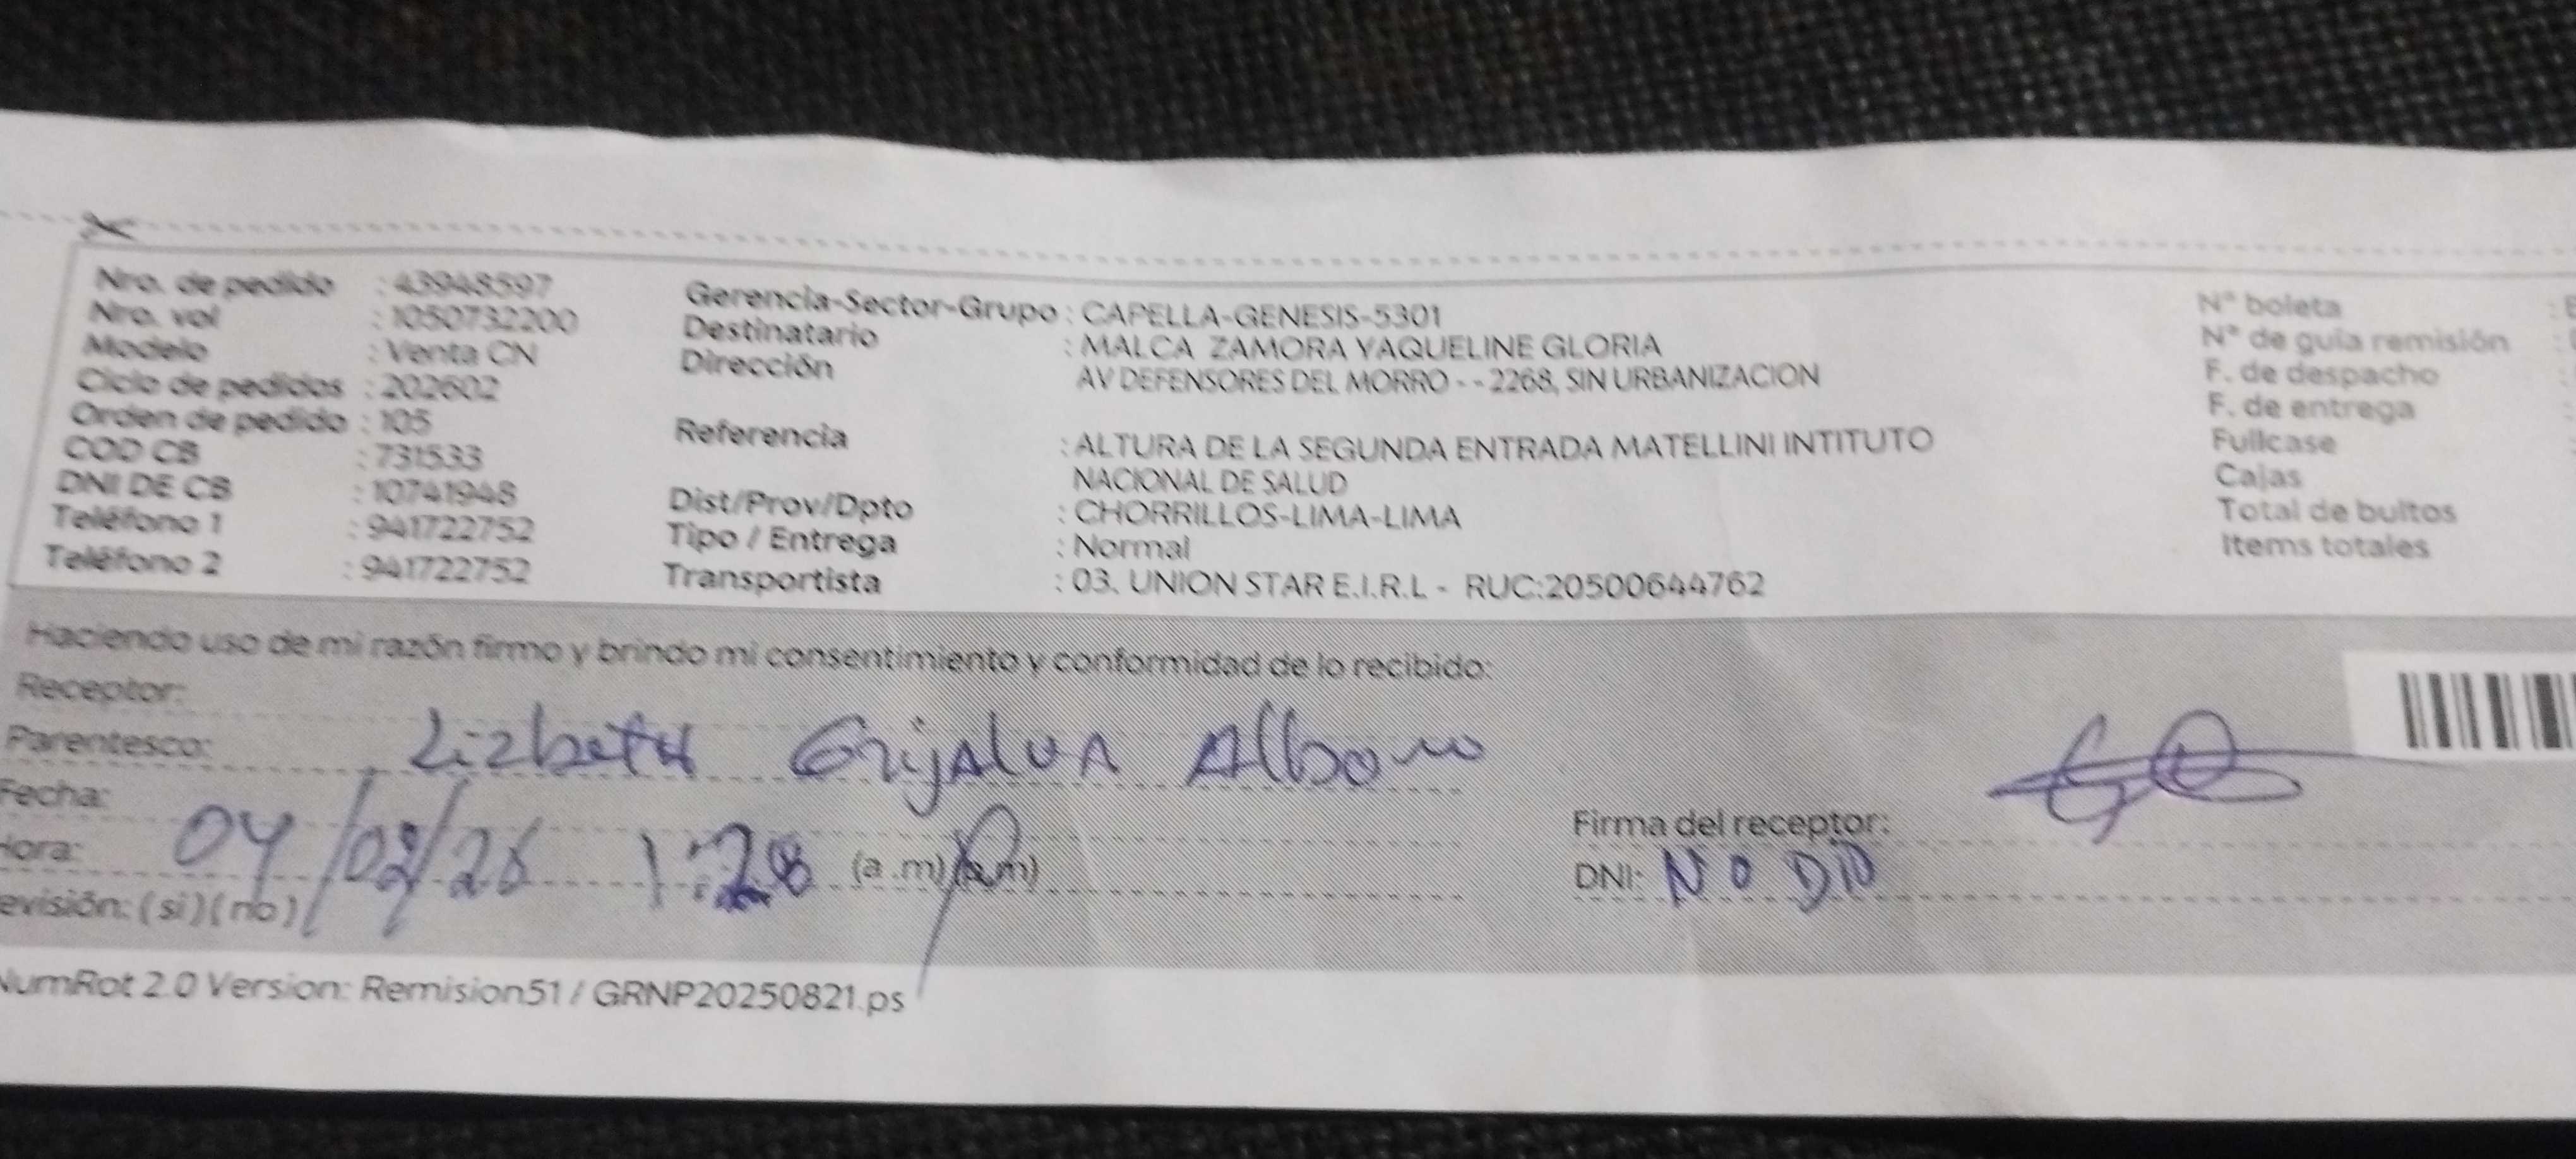 Nro. de pedido : 43948597
Nro. vol : 1050732200
Modelo : Venta CN
Ciclo de pedidos : 202602
Orden de pedido : 105
COD CB : 731533
DNI DE CB : 10741948
Teléfono 1 : 941722752
Teléfono 2 : 941722752
Gerencia-Sector-Grupo : CAPELLA-GENESIS-5301
Destinatario : MALCA ZAMORA YAQUELINE GLORIA
Dirección AV DEFENSORES DEL MORRO - - 2268, SIN URBANIZACION
Referencia : ALTURA DE LA SEGUNDA ENTRADA MATELLINI INTITUTO
NACIONAL DE SALUD
Dist/Prov/Dpto : CHORRILLOS-LIMA-LIMA
Tipo / Entrega : Normal
Transportista : 03. UNION STAR E.I.R.L - RUC:20500644762
N° boleta :
N° de guía remisión :
F. de despacho :
F. de entrega
Fullcase
Cajas
Total de bultos
Items totales
Haciendo uso de mi razón firmo y brindo mi consentimiento y conformidad de lo recibido:
Receptor:
Parentesco: Lizbeth Grijalva
Fecha:
Hora: 04/02/26 1:28 (a .m) (p.m)
evisión: (si) (no)
Firma del receptor:
DNI: NO DIO
NumRot 2.0 Version: Remision51 / GRNP20250821.ps